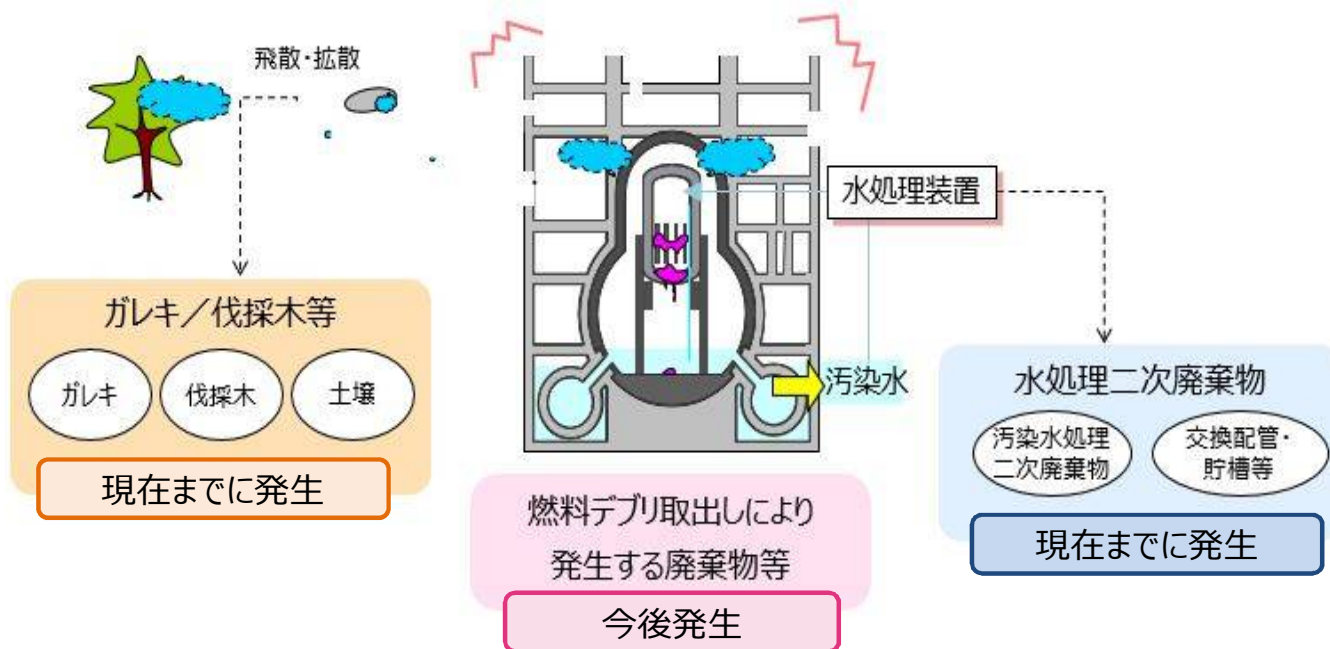 飛散・拡散
水処理装置
ガレキ／伐採木等
ガレキ
伐採木
土壌
現在までに発生
汚染水
燃料デブリ取出しにより
発生する廃棄物等
今後発生
水処理二次廃棄物
汚染水処理
二次廃棄物
交換配管・
貯槽等
現在までに発生